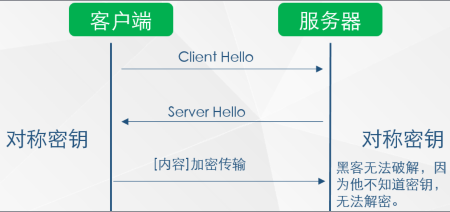 客户端
服务器
Client Hello
Server Hello
对称密钥
对称密钥
[内容]加密传输
黑客无法破解，因
为他不知道密钥，
无法解密。